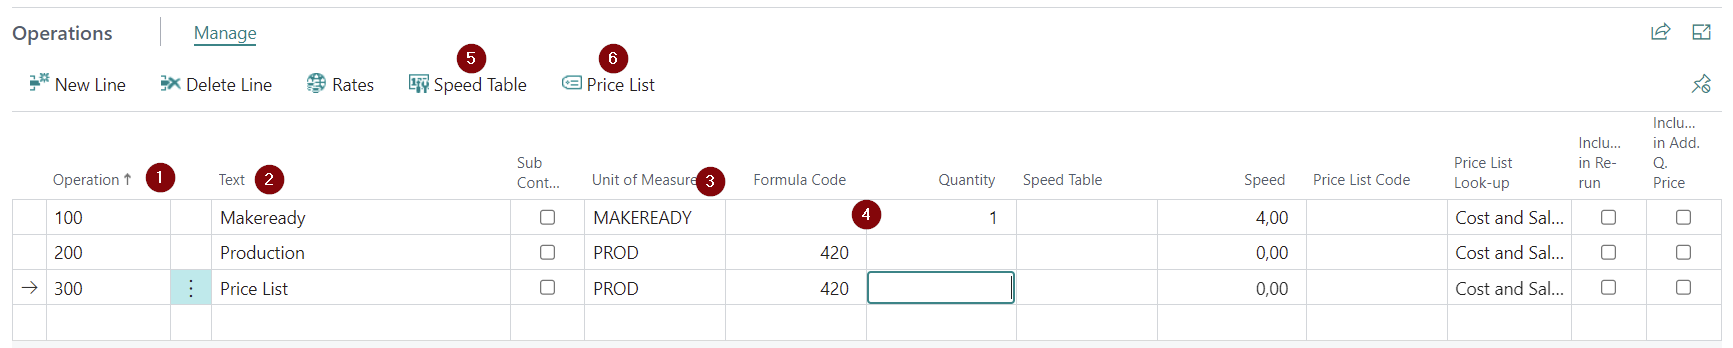 Operations Manage
5 6
New Line Delete Line Rates Speed Table Price List
Inclu...
Inclu... in Add.
Sub Price List in Re- Q.
Operation↑ 1 Text 2 Cont... Unit of Measure 3 Formula Code Quantity Speed Table Speed Price List Code Look-up run Price
100 Makeready MAKEREADY 4 1 4,00 Cost and Sal...
200 Production PROD 420 0,00 Cost and Sal...
→ 300 Price List PROD 420 0,00 Cost and Sal...